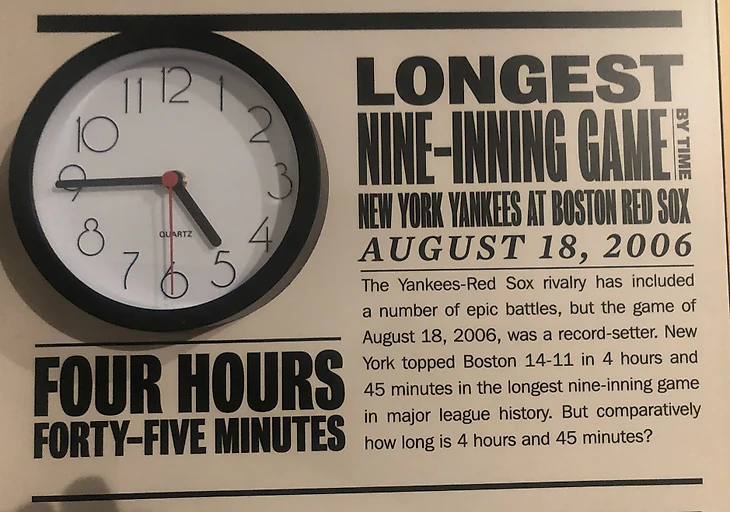 12
1
2
3
4
5
6
7
8
9
10
11
QUARTZ
FOUR HOURS
FORTY-FIVE MINUTES
LONGEST
NINE-INNING GAME BY TIME
NEW YORK YANKEES AT BOSTON RED SOX
AUGUST 18, 2006
The Yankees-Red Sox rivalry has included
a number of epic battles, but the game of
August 18, 2006, was a record-setter. New
York topped Boston 14-11 in 4 hours and
45 minutes in the longest nine-inning game
in major league history. But comparatively
how long is 4 hours and 45 minutes?